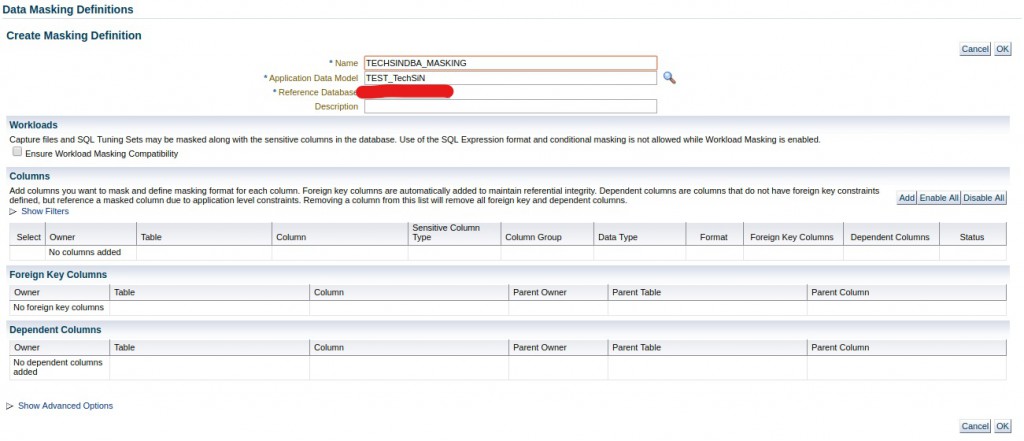 Data Masking Definitions
Create Masking Definition
Cancel OK
* Name TECHSINDBA_MASKING
* Application Data Model TEST_TechSiN
* Reference Database
Description
Workloads
Capture files and SQL Tuning Sets may be masked along with the sensitive columns in the database. Use of the SQL Expression format and conditional masking is not allowed while Workload Masking is enabled.
Ensure Workload Masking Compatibility
Columns
Add columns you want to mask and define masking format for each column. Foreign key columns are automatically added to maintain referential integrity. Dependent columns are columns that do not have foreign key constraints
defined, but reference a masked column due to application level constraints. Removing a column from this list will remove all foreign key and dependent columns.
Add Enable All Disable All
Show Filters
Select Owner Table Column Sensitive Column Type Column Group Data Type Format Foreign Key Columns Dependent Columns Status
No columns added
Foreign Key Columns
Owner Table Column Parent Owner Parent Table Parent Column
No foreign key columns
Dependent Columns
Owner Table Column Parent Owner Parent Table Parent Column
No dependent columns
added
Show Advanced Options
Cancel OK